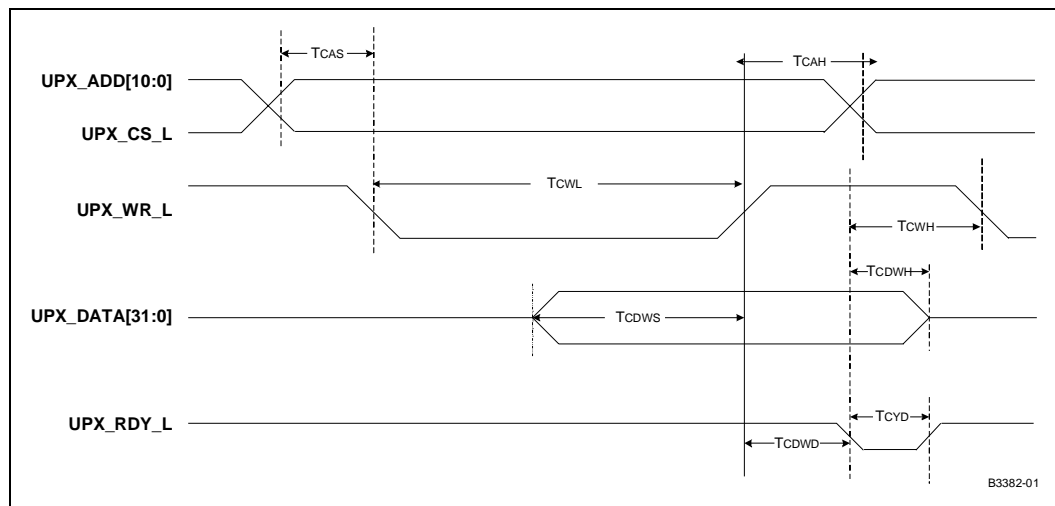 TCAS
TCAH
UPX_ADD[10:0]
UPX_CS_L
TCWL
UPX_WR_L
TCWH
TCDWH
UPX_DATA[31:0]
TCDWS
UPX_RDY_L
TCYD
TCDWD
B3382-01